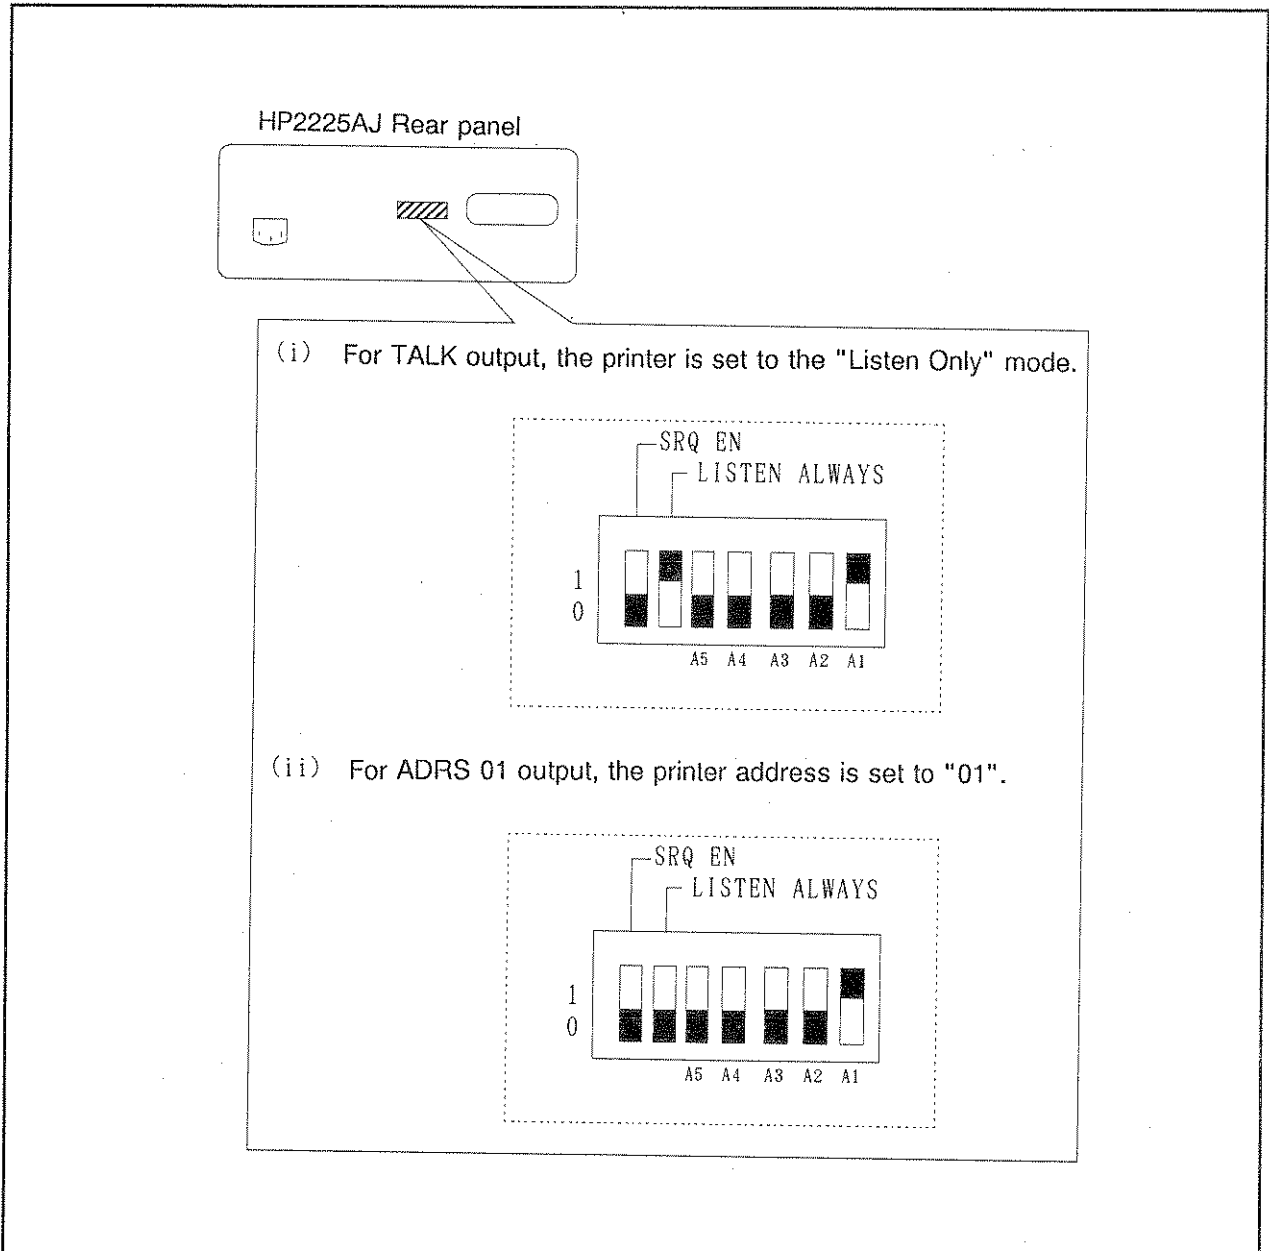 HP2225AJ Rear panel
(i) For TALK output, the printer is set to the "Listen Only" mode.
SRQ EN
LISTEN ALWAYS
1
0
A5 A4 A3 A2 A1
(ii) For ADRS 01 output, the printer address is set to "01".
SRQ EN
LISTEN ALWAYS
1
0
A5 A4 A3 A2 A1